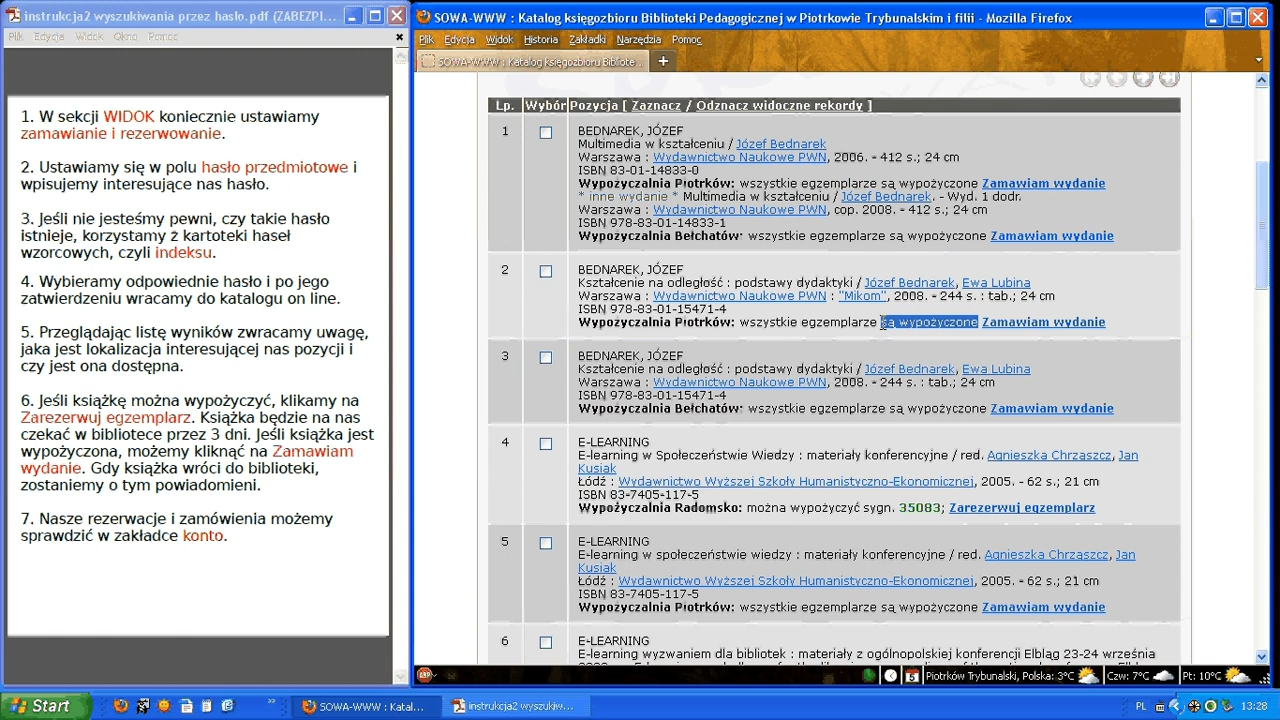 instrukcja2 wyszukiwania przez hasło.pdf (ZABEZPI...
Plik Edycja Widok Okno Pomoc
1. W sekcji WIDOK koniecznie ustawiamy
zamawianie i rezerwowanie.
2. Ustawiamy się w polu hasło przedmiotowe i
wpisujemy interesujące nas hasło.
3. Jeśli nie jesteśmy pewni, czy takie hasło
istnieje, korzystamy z kartoteki haseł
wzorcowych, czyli indeksu.
4. Wybieramy odpowiednie hasło i po jego
zatwierdzeniu wracamy do katalogu on line.
5. Przeglądając listę wyników zwracamy uwagę,
jaka jest lokalizacja interesującej nas pozycji i
czy jest ona dostępna.
6. Jeśli książkę można wypożyczyć, klikamy na
Zarezerwuj egzemplarz. Książka będzie na nas
czekać w bibliotece przez 3 dni. Jeśli książka jest
wypożyczona, możemy kliknąć na Zamawiam
wydanie. Gdy książka wróci do biblioteki,
zostaniemy o tym powiadomieni.
7. Nasze rezerwacje i zamówienia możemy
sprawdzić w zakładce konto.
SOWA-WWW : Katalog księgozbioru Biblioteki Pedagogicznej w Piotrkowie Trybunalskim i filii - Mozilla Firefox
Plik Edycja Widok Historia Zakładki Narzędzia Pomoc
SOWA-WWW : Katalog księgozbioru Bibliote...
Lp. Wybór Pozycja [ Zaznacz / Odznacz widoczne rekordy ]
1
BEDNAREK, JÓZEF
Multimedia w kształceniu / Józef Bednarek
Warszawa : Wydawnictwo Naukowe PWN, 2006. - 412 s.; 24 cm
ISBN 83-01-14833-0
Wypożyczalnia Piotrków: wszystkie egzemplarze są wypożyczone Zamawiam wydanie
* inne wydanie * Multimedia w kształceniu / Józef Bednarek. - Wyd. 1 dodr.
Warszawa : Wydawnictwo Naukowe PWN, cop. 2008. - 412 s.; 24 cm
ISBN 978-83-01-14833-1
Wypożyczalnia Bełchatów: wszystkie egzemplarze są wypożyczone Zamawiam wydanie
2
BEDNAREK, JÓZEF
Kształcenie na odległość : podstawy dydaktyki / Józef Bednarek, Ewa Lubina
Warszawa : Wydawnictwo Naukowe PWN : "Mikom", 2008. - 244 s. : tab.; 24 cm
ISBN 978-83-01-15471-4
Wypożyczalnia Piotrków: wszystkie egzemplarze są wypożyczone Zamawiam wydanie
3
BEDNAREK, JÓZEF
Kształcenie na odległość : podstawy dydaktyki / Józef Bednarek, Ewa Lubina
Warszawa : Wydawnictwo Naukowe PWN, 2008. - 244 s. : tab.; 24 cm
ISBN 978-83-01-15471-4
Wypożyczalnia Bełchatów: wszystkie egzemplarze są wypożyczone Zamawiam wydanie
4
E-LEARNING
E-learning w Społeczeństwie Wiedzy : materiały konferencyjne / red. Agnieszka Chrząszcz, Jan
Kusiak
Łódź : Wydawnictwo Wyższej Szkoły Humanistyczno-Ekonomicznej, 2005. - 62 s.; 21 cm
ISBN 83-7405-117-5
Wypożyczalnia Radomsko: można wypożyczyć sygn. 35083; Zarezerwuj egzemplarz
5
E-LEARNING
E-learning w społeczeństwie wiedzy : materiały konferencyjne / red. Agnieszka Chrząszcz, Jan
Kusiak
Łódź : Wydawnictwo Wyższej Szkoły Humanistyczno-Ekonomicznej, 2005. - 62 s.; 21 cm
ISBN 83-7405-117-5
Wypożyczalnia Piotrków: wszystkie egzemplarze są wypożyczone Zamawiam wydanie
6
E-LEARNING
E-learning wyzwaniem dla bibliotek : materiały z ogólnopolskiej konferencji Elbląg 23-24 września
ABP 5 Piotrków Trybunalski, Polska: 3°C Czw: 7°C Pt: 10°C
Start SOWA-WWW : Katal... instrukcja2 wyszukiw... PL 13:28